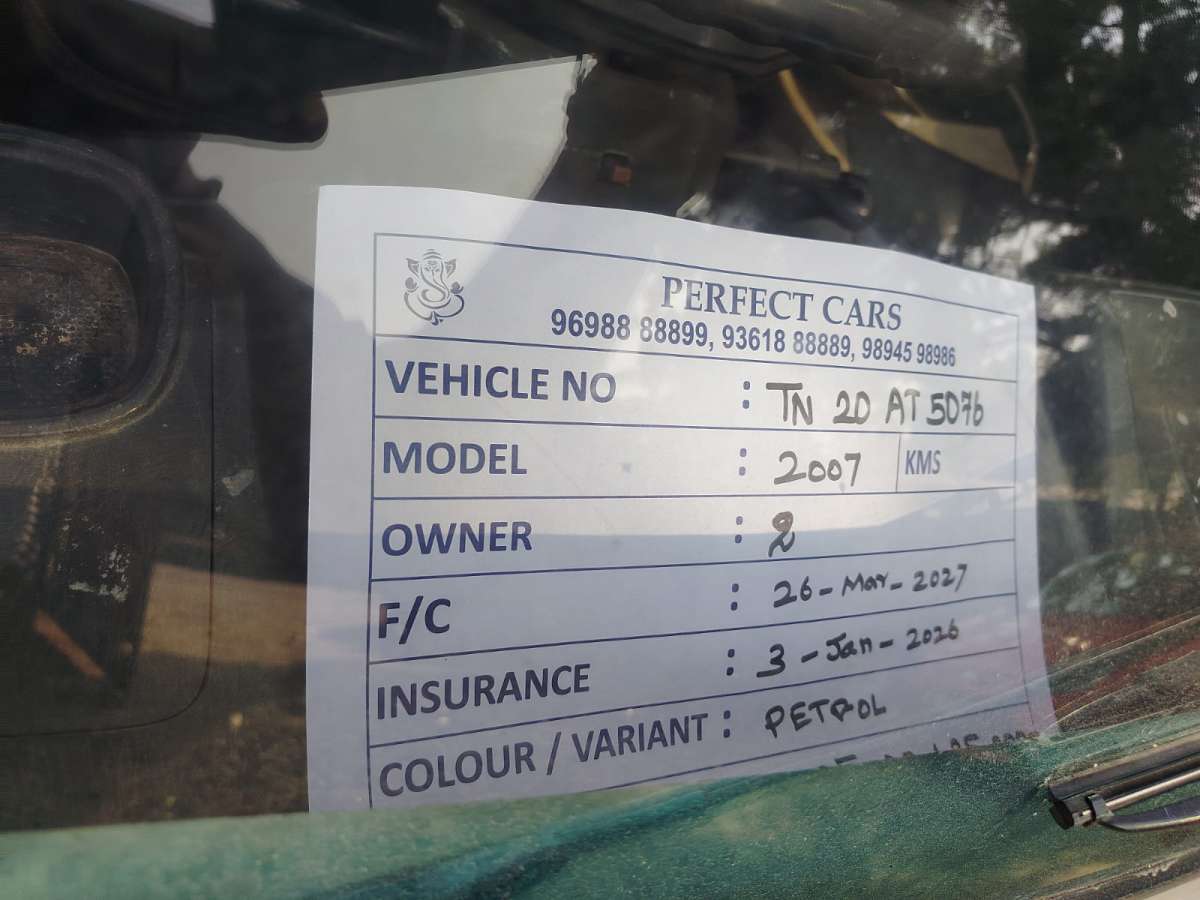 PERFECT CARS
96988 88899, 93618 88889, 98945 98986
VEHICLE NO : TN 20 AT 5076
MODEL : 2007 KMS
OWNER : 2
F/C : 26-Mar-2027
INSURANCE : 3-Jan-2026
COLOUR / VARIANT : PETROL